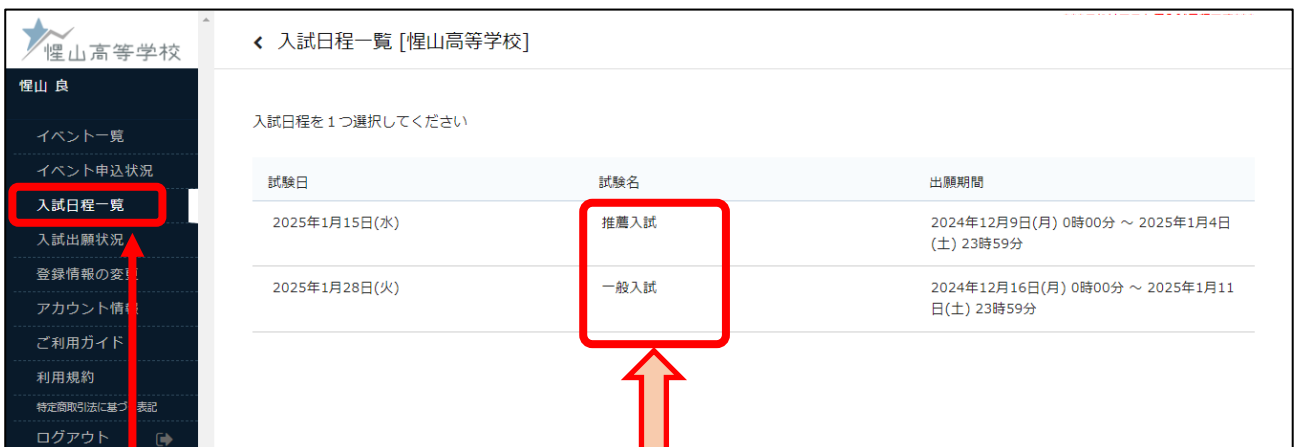 惺山高等学校
惺山 良
イベント一覧
イベント申込状況
入試日程一覧
入試出願状況
登録情報の変更
アカウント情報
ご利用ガイド
利用規約
特定商取引法に基づ 表記
ログアウト
入試日程一覧 [惺山高等学校]
入試日程を１つ選択してください
試験日 試験名 出願期間
2025年1月15日(水) 推薦入試 2024年12月9日(月) 0時00分 ～ 2025年1月4日
(土) 23時59分
2025年1月28日(火) 一般入試 2024年12月16日(月) 0時00分 ～ 2025年1月11
日(土) 23時59分